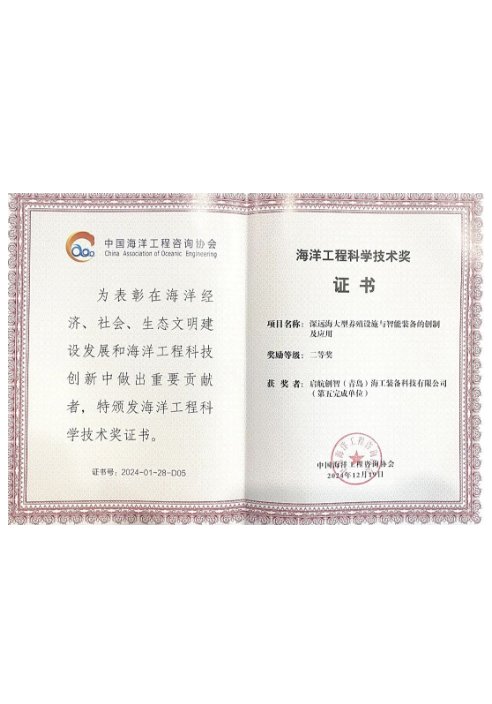 中国海洋工程咨询协会
China Association of Oceanic Engineering
为表彰在海洋经
济、社会、生态文明建
设发展和海洋工程科技
创新中做出重要贡献
者，特颁发海洋工程科
学技术奖证书。
证书号：2024-01-28-D05
海洋工程科学技术奖
证书
项目名称：深远海大型养殖设施与智能装备的创制
及应用
奖励等级：二等奖
获 奖 者：启航创智（青岛）海工装备科技有限公司
（第五完成单位）
中国海洋工程咨询协会
2024年12月19日